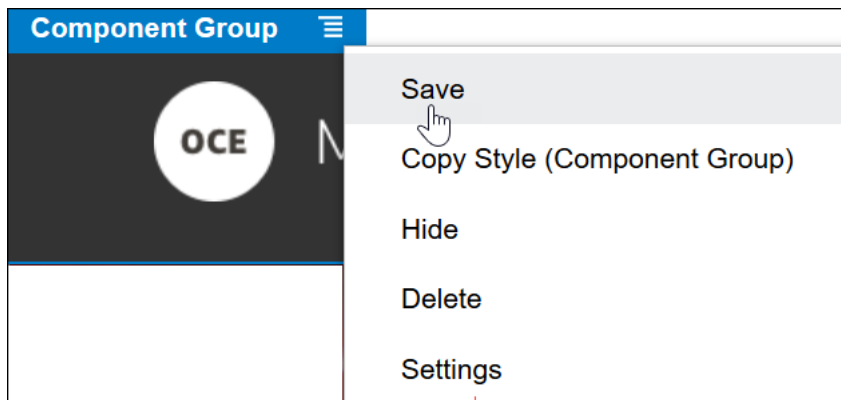 Component Group
Save
OCE
Copy Style (Component Group)
Hide
Delete
Settings